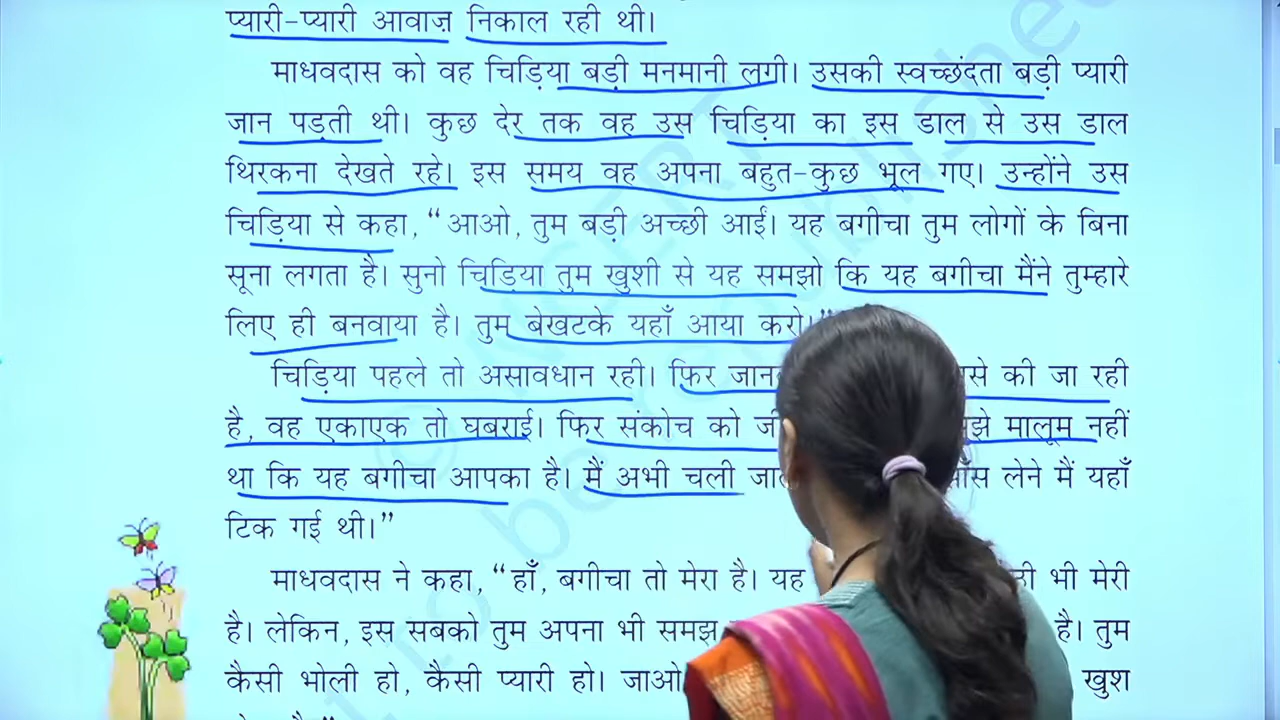 प्यारी-प्यारी आवाज़ निकाल रही थी।
माधवदास को वह चिड़िया बड़ी मनमानी लगी। उसकी स्वच्छंदता बड़ी प्यारी
जान पड़ती थी। कुछ देर तक वह उस चिड़िया का इस डाल से उस डाल
थिरकना देखते रहे। इस समय वह अपना बहुत-कुछ भूल गए। उन्होंने उस
चिड़िया से कहा, “आओ, तुम बड़ी अच्छी आईं। यह बगीचा तुम लोगों के बिना
सूना लगता है। सुनो चिड़िया तुम खुशी से यह समझो कि यह बगीचा मैंने तुम्हारे
लिए ही बनवाया है। तुम बेखटके यहाँ आया करो।”
चिड़िया पहले तो असावधान रही। फिर की जा रही
है, वह एकाएक तो घबराई। फिर संकोच को मालूम नहीं
था कि यह बगीचा आपका है। मैं अभी चली लेने मैं यहाँ
टिक गई थी।”
माधवदास ने कहा, “हाँ, बगीचा तो मेरा है। यह भी मेरी
है। लेकिन, इस सबको तुम अपना भी समझ है। तुम
कैसी भोली हो, कैसी प्यारी हो। जाओ खुश